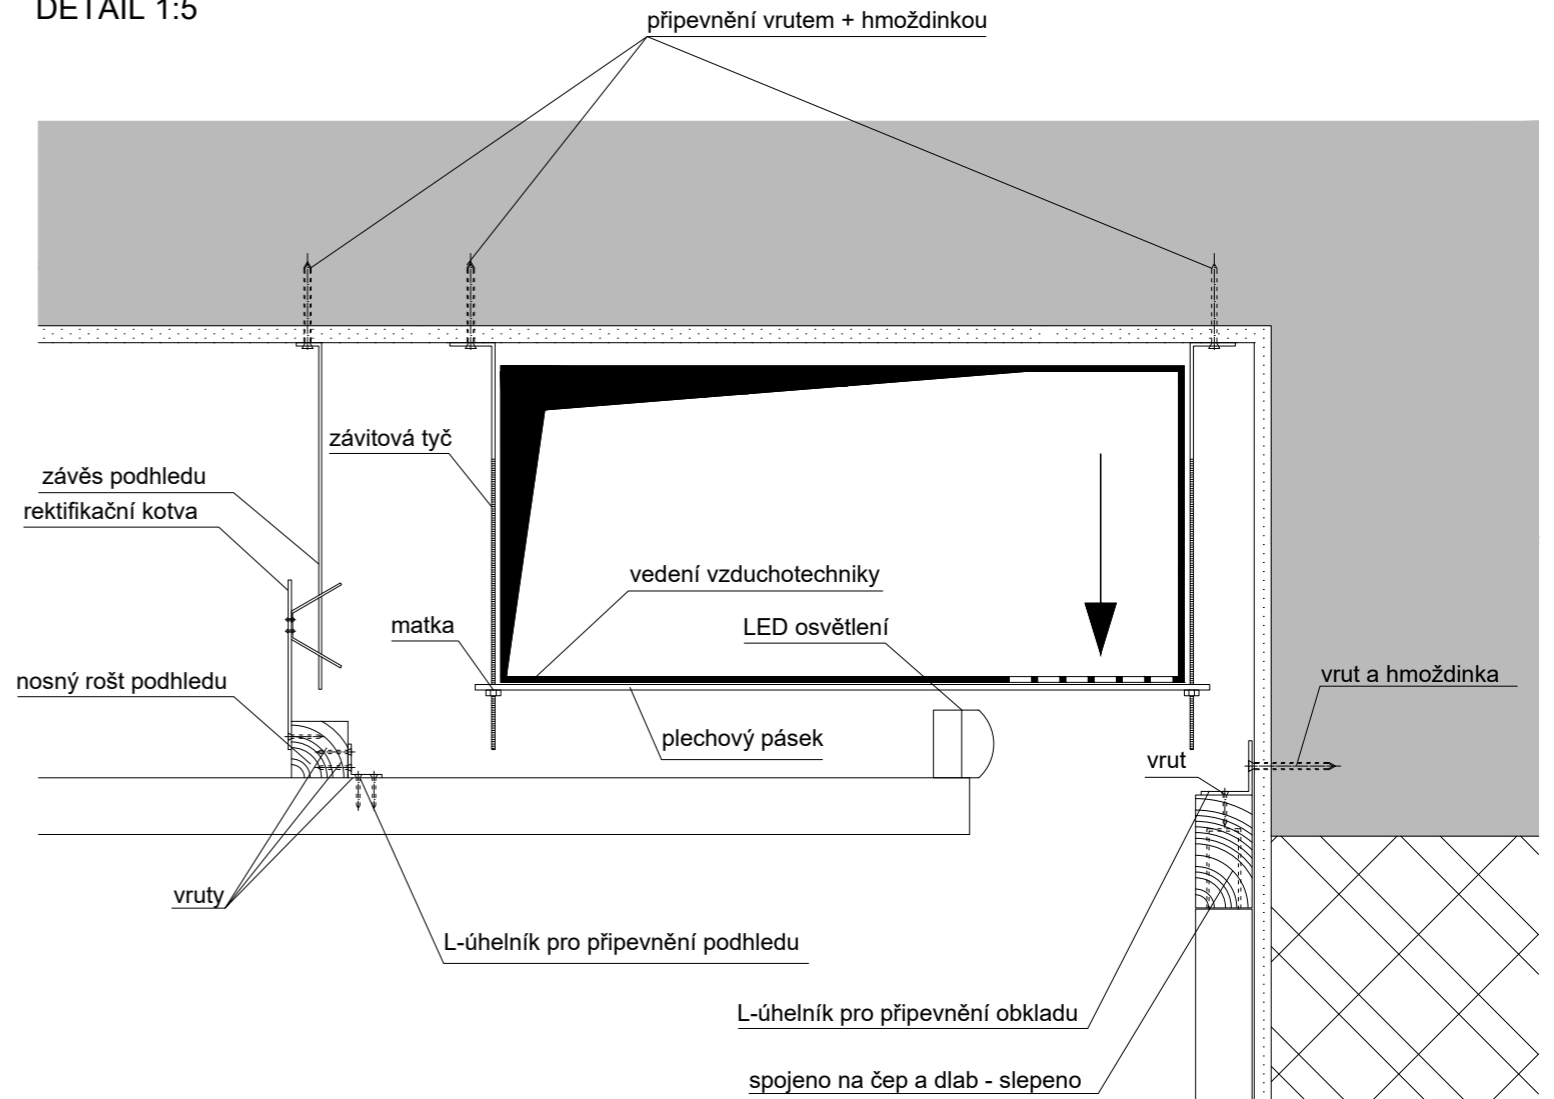 DETAIL 1:5
připevnění vrutem + hmoždinkou
závitová tyč
závěs podhledu
rektifikační kotva
vedení vzduchotechniky
matka
LED osvětlení
nosný rošt podhledu
vrut a hmoždinka
plechový pásek
vrut
vruty
L-úhelník pro připevnění podhledu
L-úhelník pro připevnění obkladu
spojeno na čep a dlab - slepeno